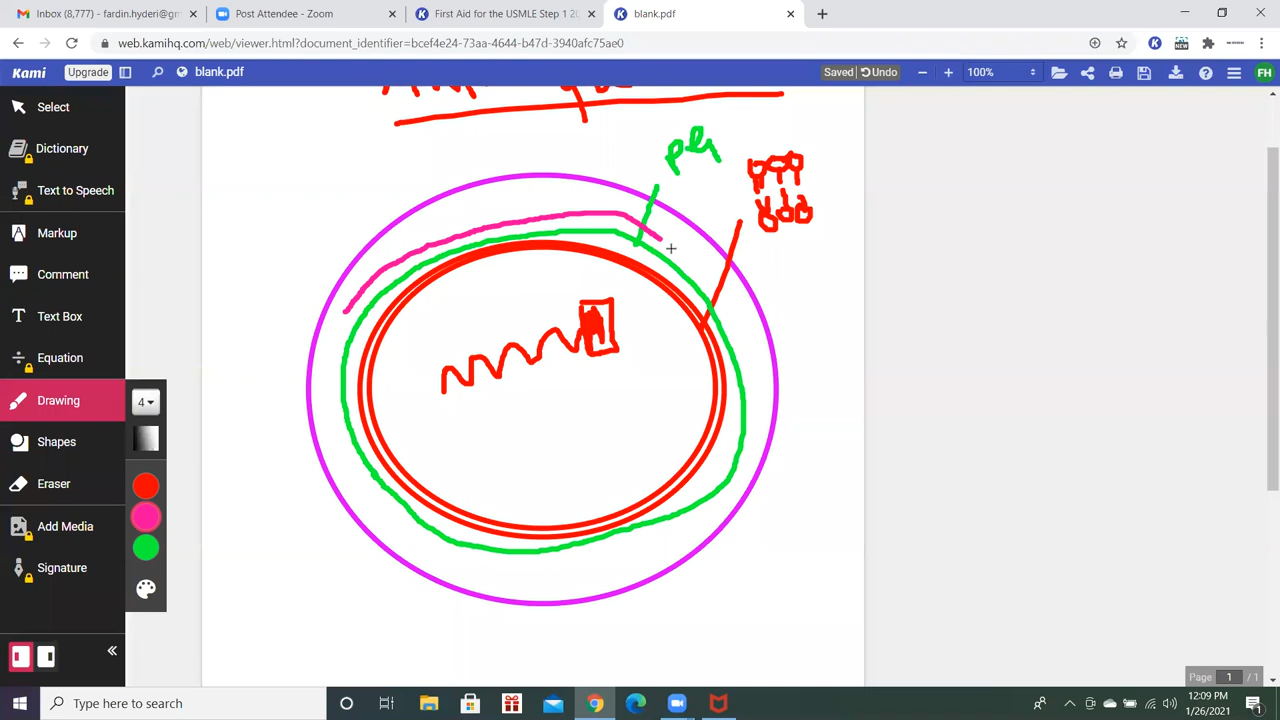 Inbox (8,777) - fardin.hyderi@gm
Post Attendee - Zoom
First Aid for the USMLE Step 1 20
blank.pdf
web.kamihq.com/web/viewer.html?document_identifier=bcef4e24-73aa-4644-b47d-3940afc75ae0
NEW
Kami
Upgrade
blank.pdf
Saved
Undo
100%
FH
Select
Dictionary
Text to Speech
Markup
Comment
Text Box
Equation
Drawing
Shapes
Eraser
Add Media
Signature
4
Page 1 / 1
Type here to search
12:09 PM
1/26/2021